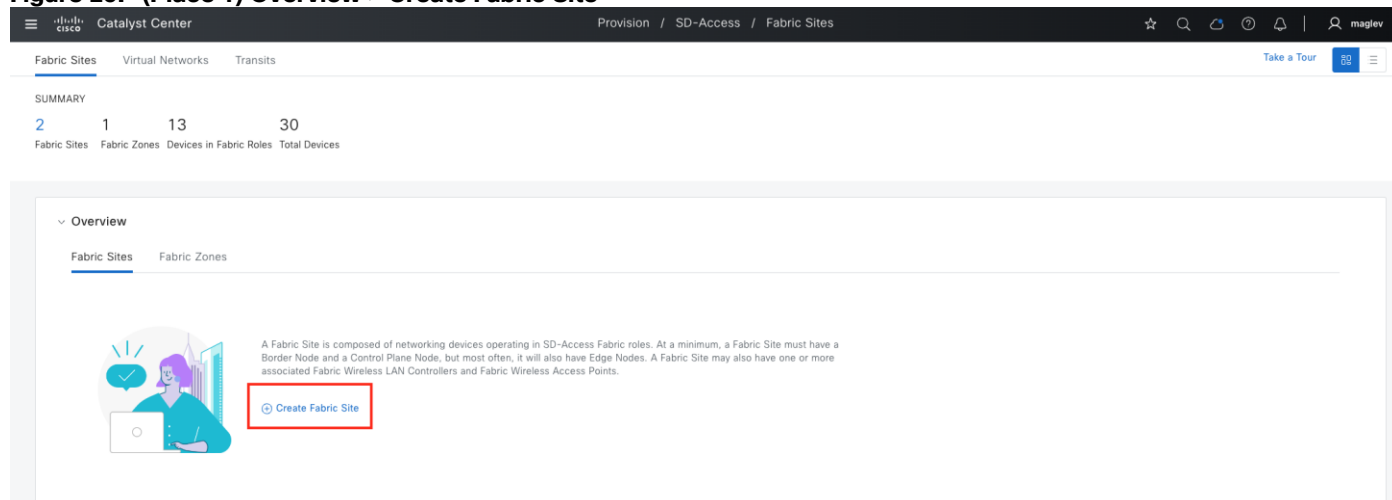 cisco Catalyst Center
Provision / SD-Access / Fabric Sites
maglev
Fabric Sites Virtual Networks Transits
Take a Tour
SUMMARY
2 1 13 30
Fabric Sites Fabric Zones Devices in Fabric Roles Total Devices
Overview
Fabric Sites Fabric Zones
A Fabric Site is composed of networking devices operating in SD-Access Fabric roles. At a minimum, a Fabric Site must have a
Border Node and a Control Plane Node, but most often, it will also have Edge Nodes. A Fabric Site may also have one or more
associated Fabric Wireless LAN Controllers and Fabric Wireless Access Points.
Create Fabric Site